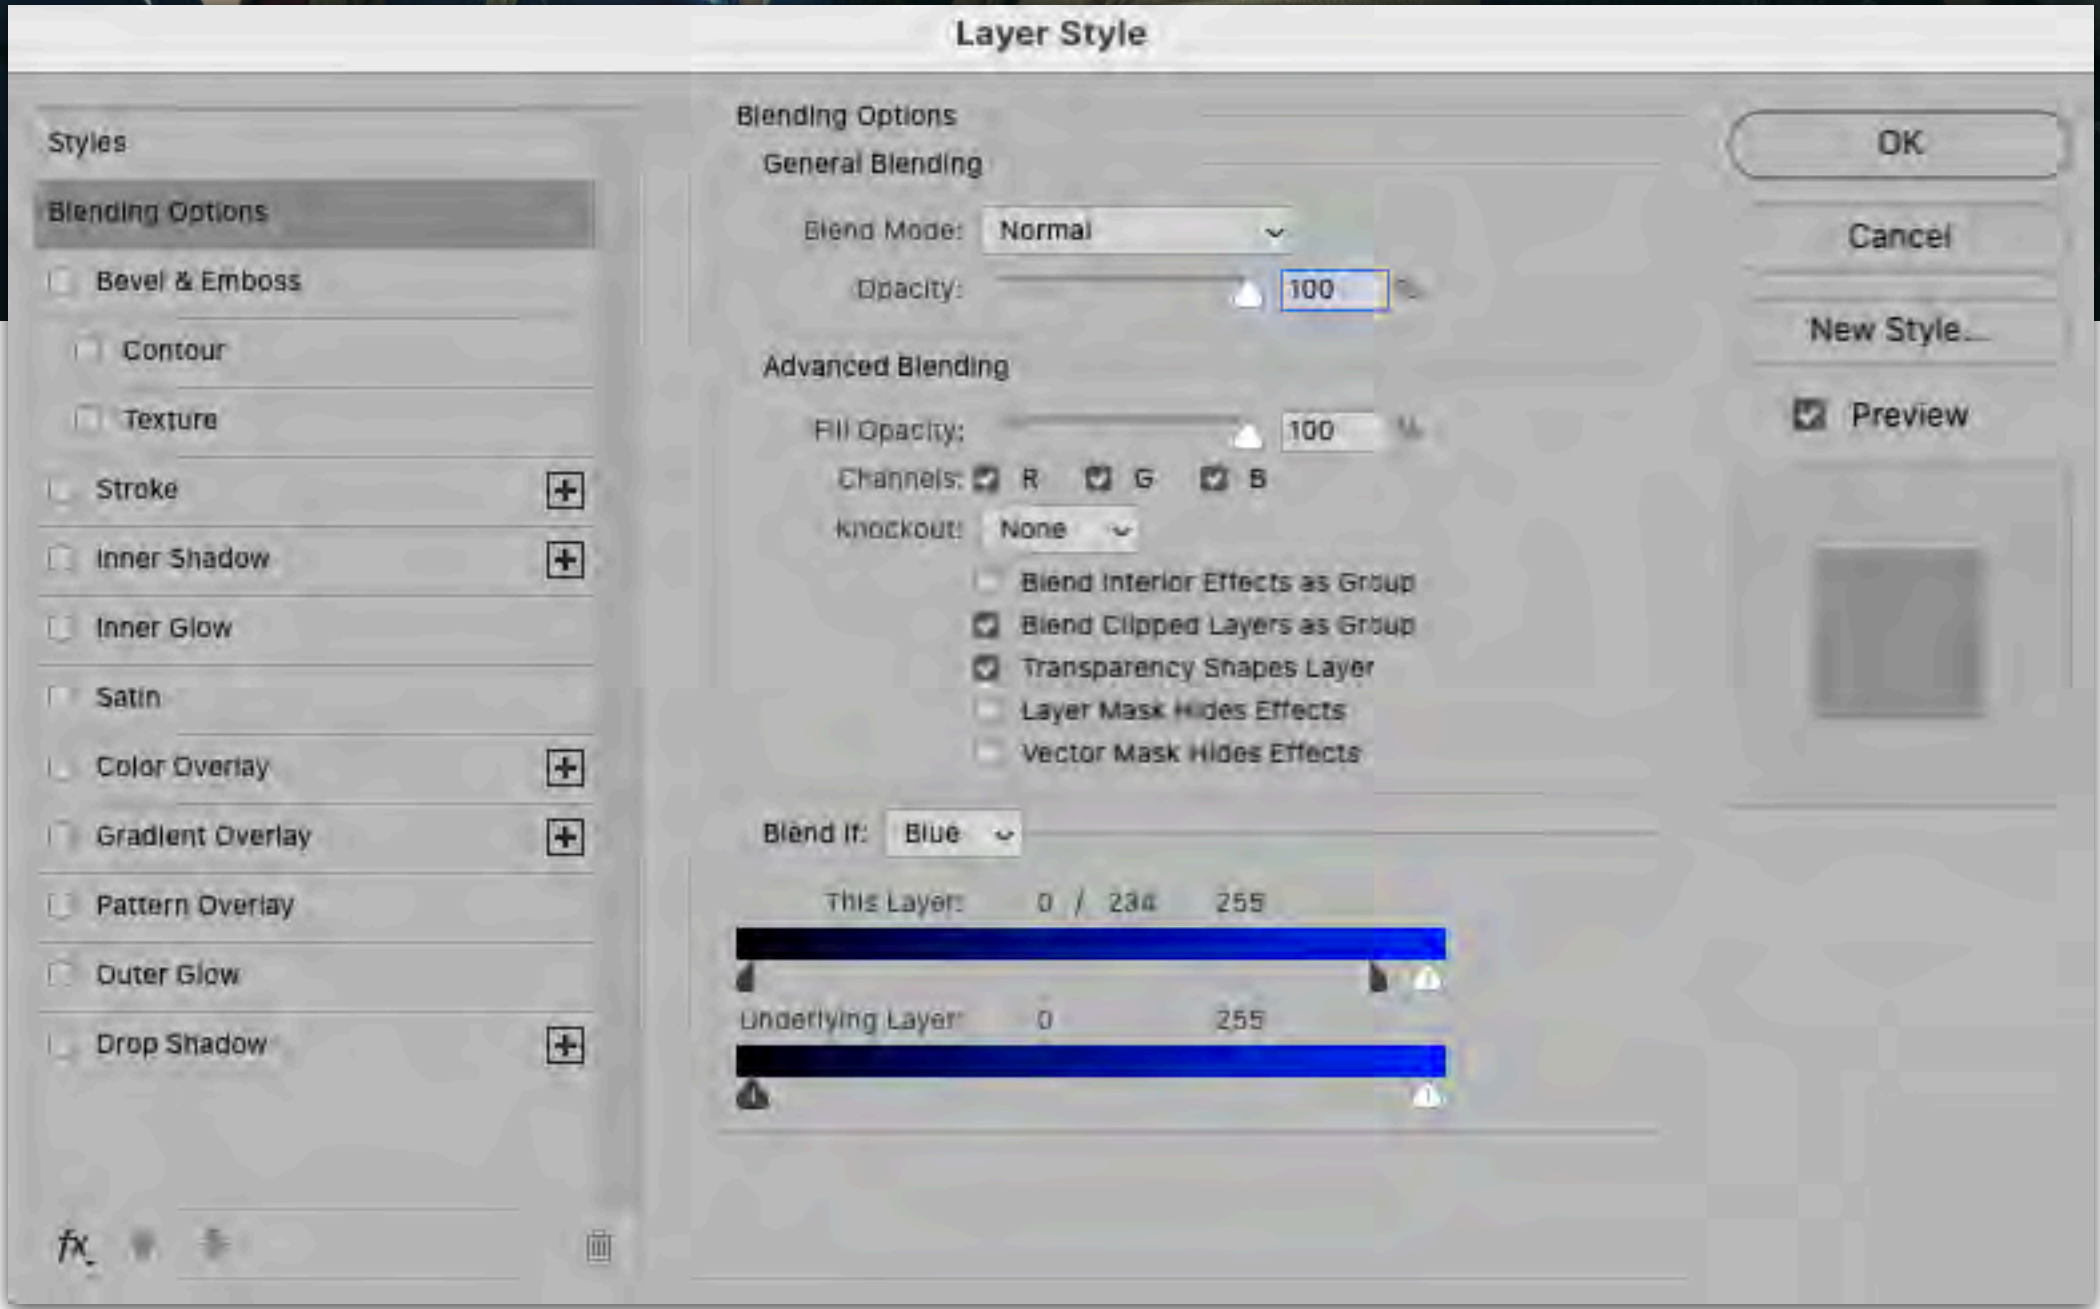 Layer Style
Styles
Blending Options
Bevel & Emboss
Contour
Texture
Stroke
Inner Shadow
Inner Glow
Satin
Color Overlay
Gradient Overlay
Pattern Overlay
Outer Glow
Drop Shadow
fx
Blending Options
General Blending
Blend Mode: Normal
Opacity: 100 %
Advanced Blending
Fill Opacity: 100 %
Channels: R G B
Knockout: None
Blend Interior Effects as Group
Blend Clipped Layers as Group
Transparency Shapes Layer
Layer Mask Hides Effects
Vector Mask Hides Effects
Blend If: Blue
This Layer: 0 / 234 255
Underlying Layer: 0 255
OK
Cancel
New Style...
Preview